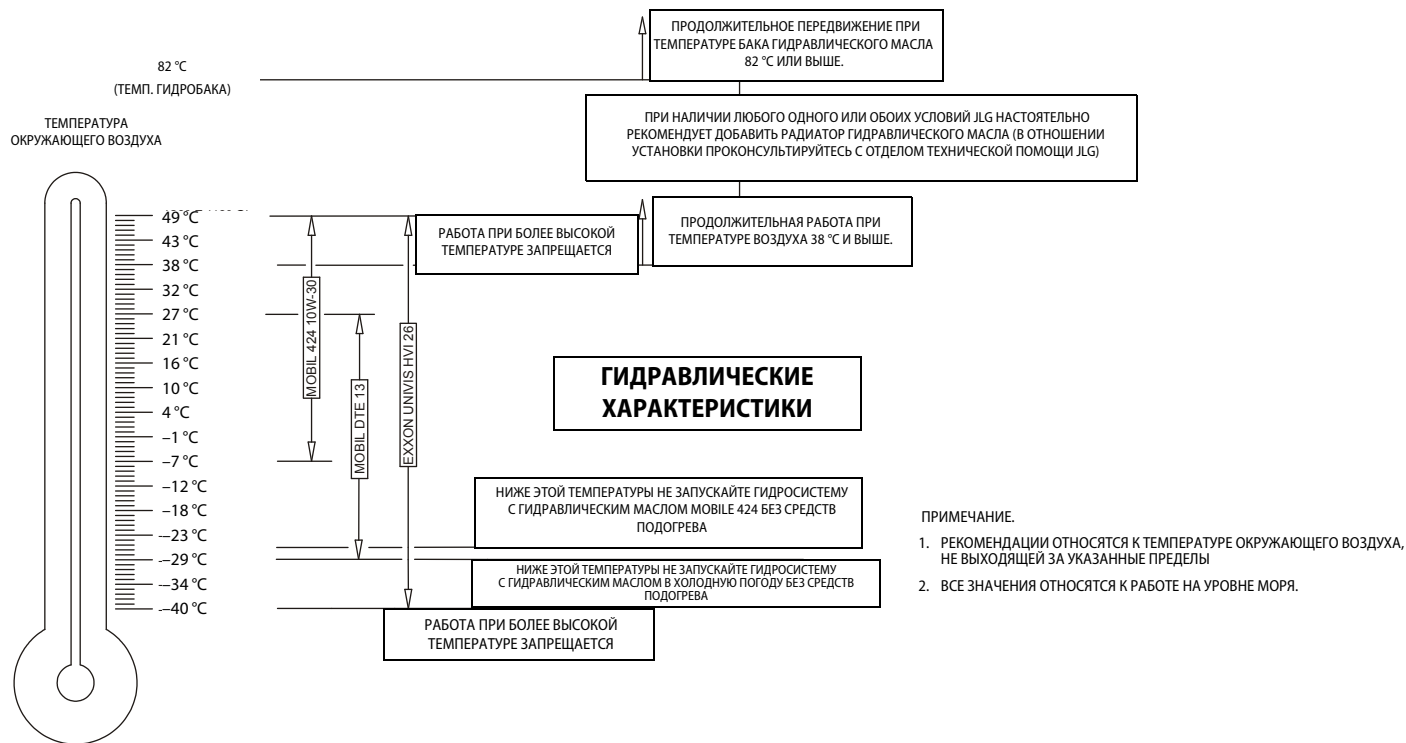 ПРОДОЛЖИТЕЛЬНОЕ ПЕРЕДВИЖЕНИЕ ПРИ
ТЕМПЕРАТУРЕ БАКА ГИДРАВЛИЧЕСКОГО МАСЛА
82 °C ИЛИ ВЫШЕ.
82 °C
(ТЕМП. ГИДРОБАКА)
ПРИ НАЛИЧИИ ЛЮБОГО ОДНОГО ИЛИ ОБОИХ УСЛОВИЙ JLG НАСТОЯТЕЛЬНО
РЕКОМЕНДУЕТ ДОБАВИТЬ РАДИАТОР ГИДРАВЛИЧЕСКОГО МАСЛА (В ОТНОШЕНИИ
УСТАНОВКИ ПРОКОНСУЛЬТИРУЙТЕСЬ С ОТДЕЛОМ ТЕХНИЧЕСКОЙ ПОМОЩИ JLG)
ТЕМПЕРАТУРА
ОКРУЖАЮЩЕГО ВОЗДУХА
49 °C
43 °C
38 °C
32 °C
27 °C
21 °C
16 °C
10 °C
4 °C
–1 °C
–7 °C
–12 °C
–18 °C
-–23 °C
-–29 °C
-–34 °C
-–40 °C
MOBIL 424 10W-30
MOBIL DTE 13
EXXON UNIVIS HVI 26
РАБОТА ПРИ БОЛЕЕ ВЫСОКОЙ
ТЕМПЕРАТУРЕ ЗАПРЕЩАЕТСЯ
ПРОДОЛЖИТЕЛЬНАЯ РАБОТА ПРИ
ТЕМПЕРАТУРЕ ВОЗДУХА 38 °C И ВЫШЕ.
ГИДРАВЛИЧЕСКИЕ
ХАРАКТЕРИСТИКИ
НИЖЕ ЭТОЙ ТЕМПЕРАТУРЫ НЕ ЗАПУСКАЙТЕ ГИДРОСИСТЕМУ
С ГИДРАВЛИЧЕСКИМ МАСЛОМ MOBILE 424 БЕЗ СРЕДСТВ
ПОДОГРЕВА
НИЖЕ ЭТОЙ ТЕМПЕРАТУРЫ НЕ ЗАПУСКАЙТЕ ГИДРОСИСТЕМУ
С ГИДРАВЛИЧЕСКИМ МАСЛОМ В ХОЛОДНУЮ ПОГОДУ БЕЗ СРЕДСТВ
ПОДОГРЕВА
РАБОТА ПРИ БОЛЕЕ ВЫСОКОЙ
ТЕМПЕРАТУРЕ ЗАПРЕЩАЕТСЯ
ПРИМЕЧАНИЕ.
1. РЕКОМЕНДАЦИИ ОТНОСЯТСЯ К ТЕМПЕРАТУРЕ ОКРУЖАЮЩЕГО ВОЗДУХА,
НЕ ВЫХОДЯЩЕЙ ЗА УКАЗАННЫЕ ПРЕДЕЛЫ
2. ВСЕ ЗНАЧЕНИЯ ОТНОСЯТСЯ К РАБОТЕ НА УРОВНЕ МОРЯ.